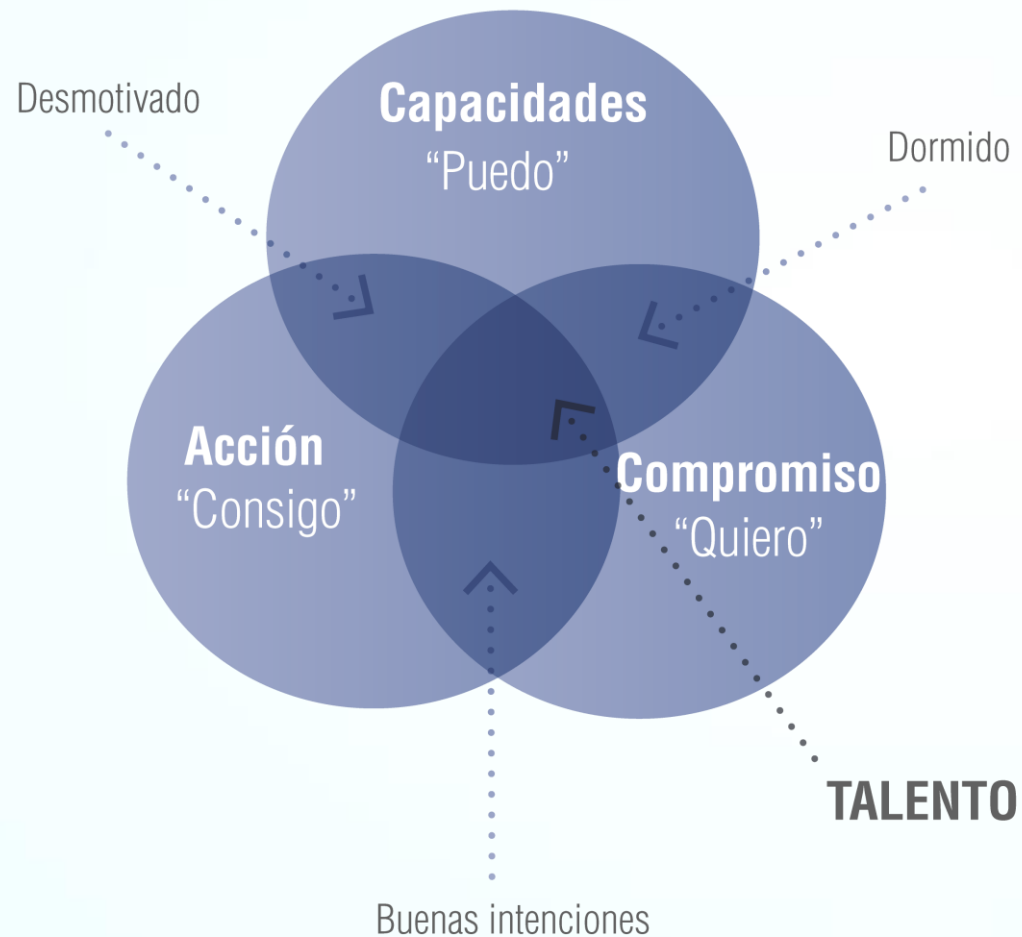 Desmotivado
Capacidades
“Puedo”
Dormido
Acción
“Consigo”
Compromiso
“Quiero”
TALENTO
Buenas intenciones